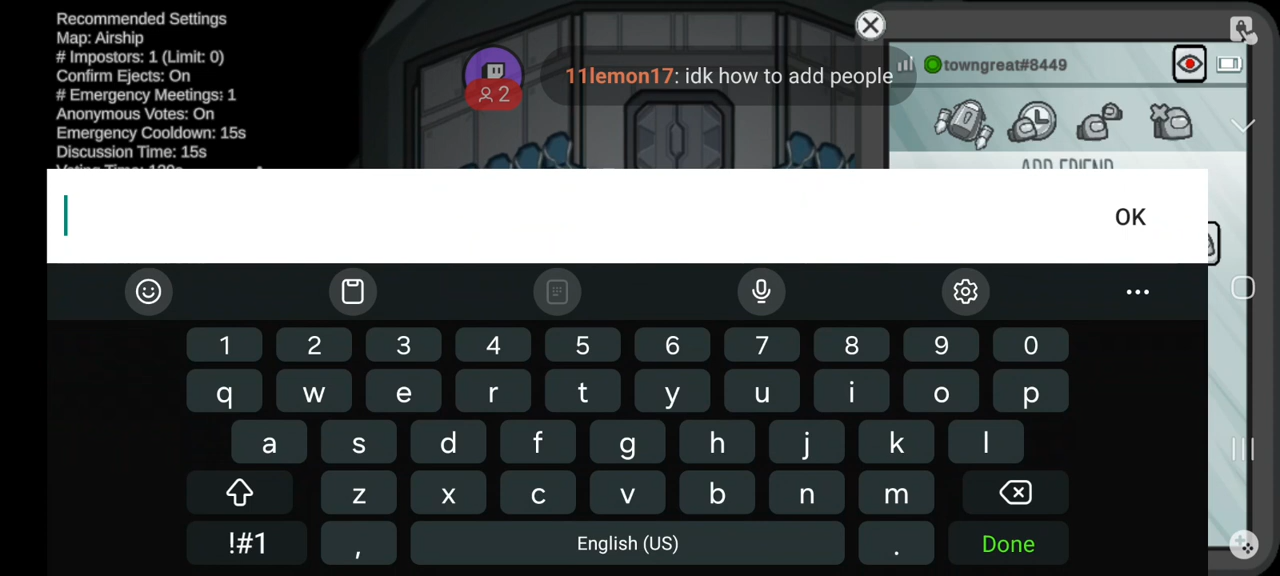 Recommended Settings
Map: Airship
# Impostors: 1 (Limit: 0)
Confirm Ejects: On
# Emergency Meetings: 1
Anonymous Votes: On
Emergency Cooldown: 15s
Discussion Time: 15s
2
11lemon17: idk how to add people
towngreat#8449
ADD FRIEND
OK
1 2 3 4 5 6 7 8 9 0
q w e r t y u i o p
a s d f g h j k l
z x c v b n m
!#1 , English (US) . Done